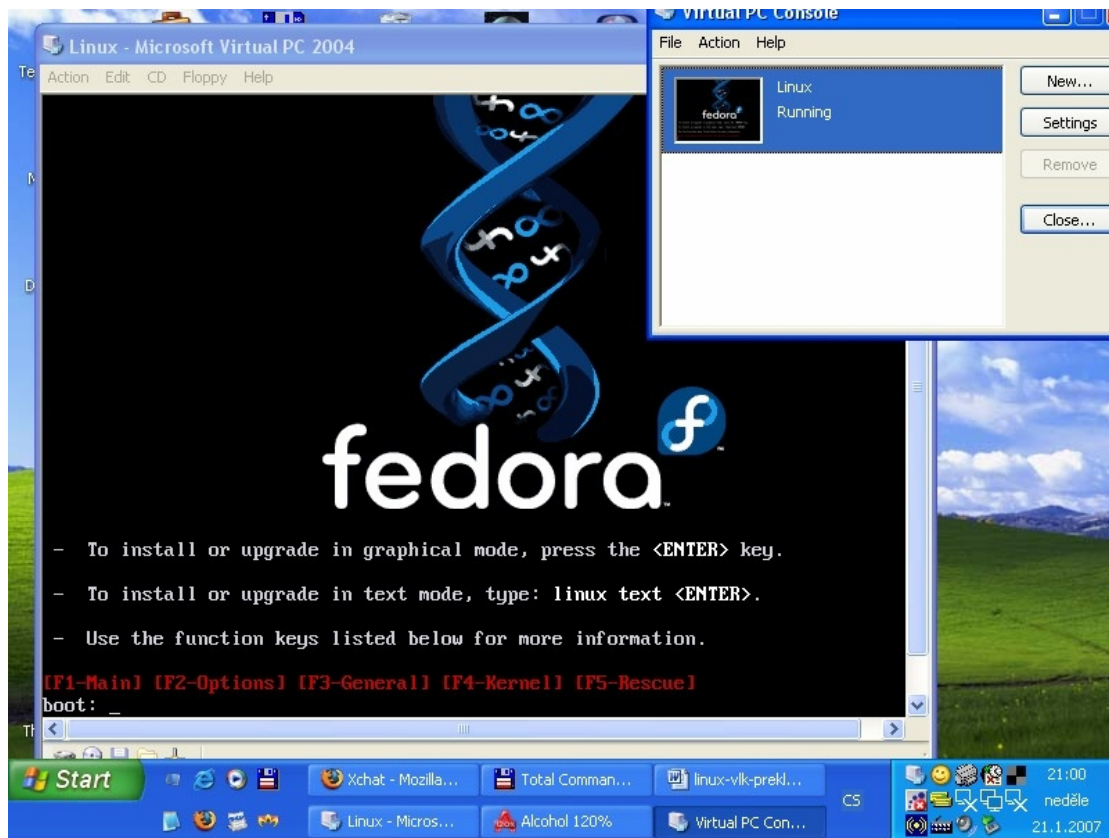 Linux - Microsoft Virtual PC 2004
Action Edit CD Floppy Help
Virtual PC Console
File Action Help
fedora
Linux
Running
New...
Settings
Remove
Close...
fedora
- To install or upgrade in graphical mode, press the <ENTER> key.
- To install or upgrade in text mode, type: linux text <ENTER>.
- Use the function keys listed below for more information.
[F1-Main] [F2-Options] [F3-General] [F4-Kernel] [F5-Rescue]
boot: _
Start
Xchat - Mozilla...
Total Comman...
linux-vlk-prekl...
Linux - Micros...
Alcohol 120%
Virtual PC Con...
CS
21:00
neděle
21.1.2007